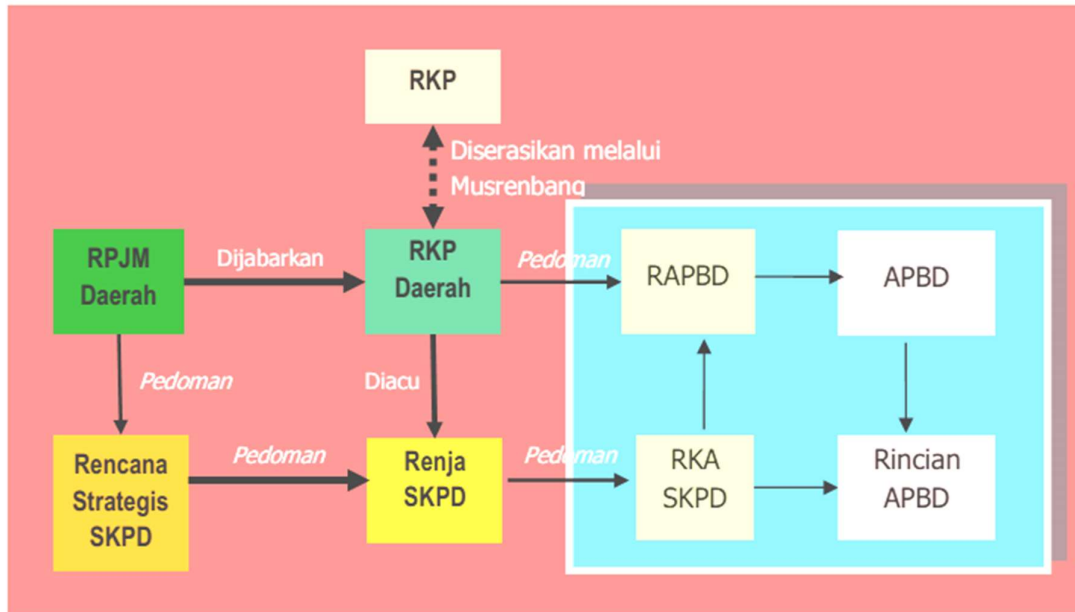 RKP
Diserasikan melalui
Musrenbang
RPJM
Daerah
Dijabarkan
RKP
Daerah
Pedoman
RAPBD
APBD
Pedoman
Diacu
Rencana
Strategis
SKPD
Pedoman
Renja
SKPD
Pedoman
RKA
SKPD
Rincian
APBD